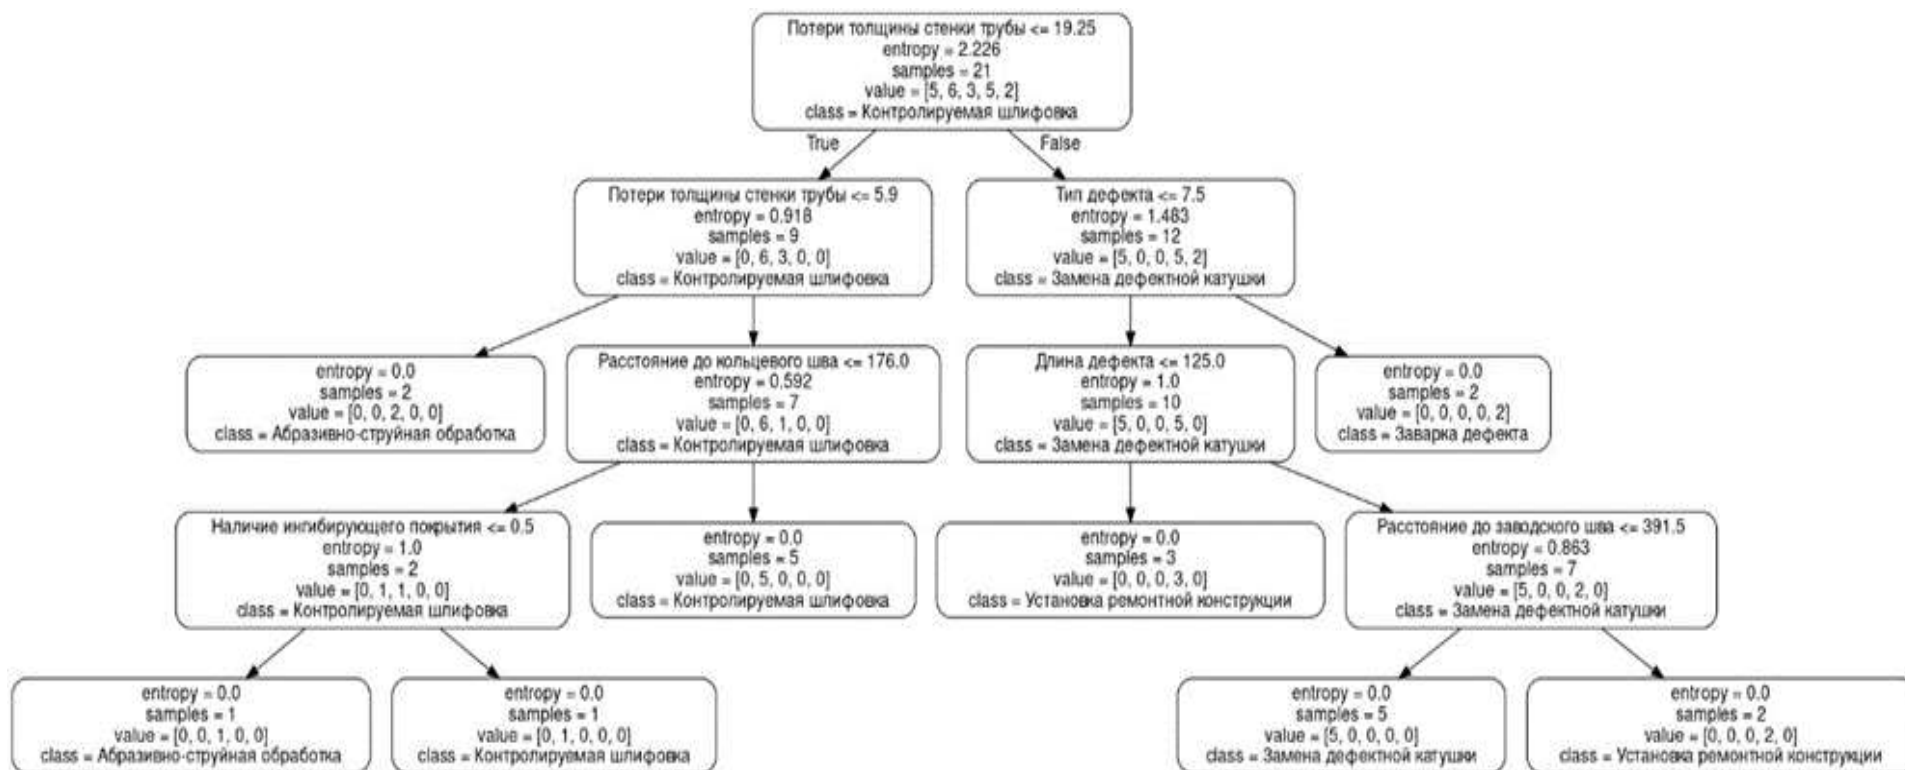 Потери толщины стенки трубы <= 19.25
entropy = 2.226
samples = 21
value = [5, 6, 3, 5, 2]
class = Контролируемая шлифовка
True
False
Потери толщины стенки трубы <= 5.9
entropy = 0.918
samples = 9
value = [0, 6, 3, 0, 0]
class = Контролируемая шлифовка
Тип дефекта <= 7.5
entropy = 1.483
samples = 12
value = [5, 0, 0, 5, 2]
class = Замена дефектной катушки
entropy = 0.0
samples = 2
value = [0, 0, 2, 0, 0]
class = Абразивно-струйная обработка
Расстояние до кольцевого шва <= 176.0
entropy = 0.592
samples = 7
value = [0, 6, 1, 0, 0]
class = Контролируемая шлифовка
Длина дефекта <= 125.0
entropy = 1.0
samples = 10
value = [5, 0, 0, 5, 0]
class = Замена дефектной катушки
entropy = 0.0
samples = 2
value = [0, 0, 0, 0, 2]
class = Заварка дефекта
Наличие ингибирующего покрытия <= 0.5
entropy = 1.0
samples = 2
value = [0, 1, 1, 0, 0]
class = Контролируемая шлифовка
entropy = 0.0
samples = 5
value = [0, 5, 0, 0, 0]
class = Контролируемая шлифовка
entropy = 0.0
samples = 3
value = [0, 0, 0, 3, 0]
class = Установка ремонтной конструкции
Расстояние до заводского шва <= 391.5
entropy = 0.863
samples = 7
value = [5, 0, 0, 2, 0]
class = Замена дефектной катушки
entropy = 0.0
samples = 1
value = [0, 0, 1, 0, 0]
class = Абразивно-струйная обработка
entropy = 0.0
samples = 1
value = [0, 1, 0, 0, 0]
class = Контролируемая шлифовка
entropy = 0.0
samples = 5
value = [5, 0, 0, 0, 0]
class = Замена дефектной катушки
entropy = 0.0
samples = 2
value = [0, 0, 0, 2, 0]
class = Установка ремонтной конструкции